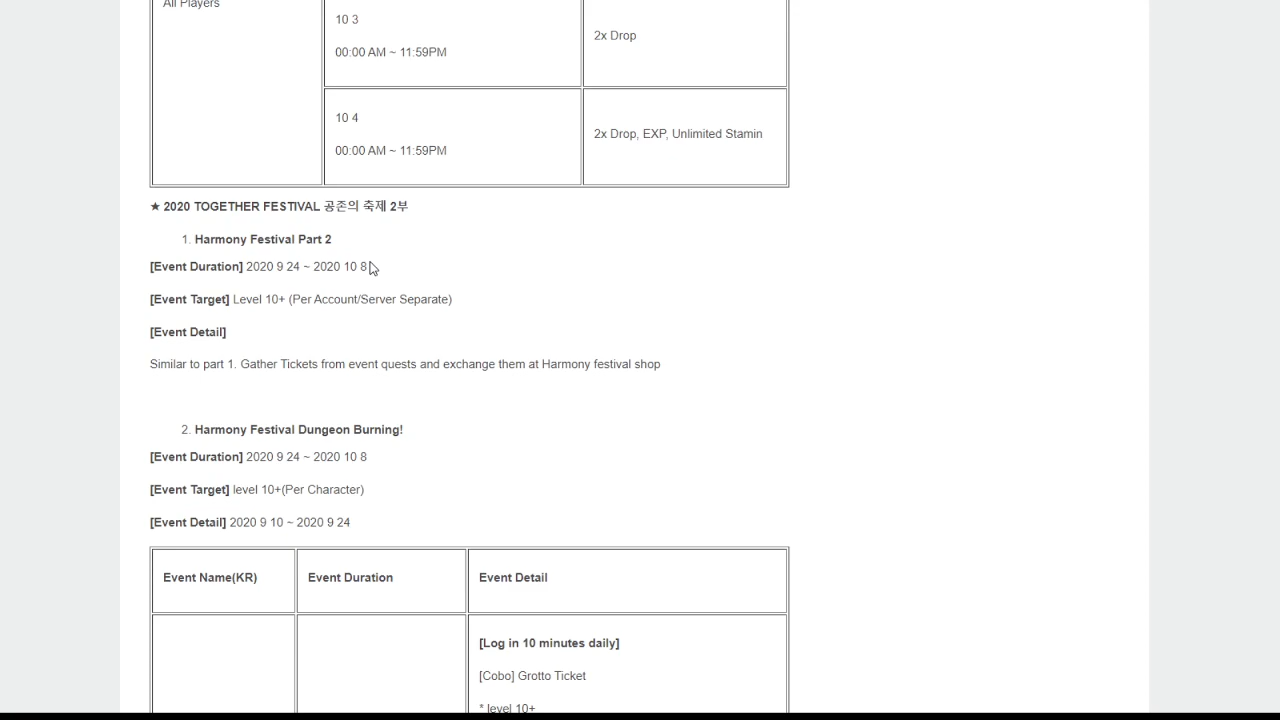 All Players
10 3
2x Drop
00:00 AM ~ 11:59PM
10 4
2x Drop, EXP, Unlimited Stamin
00:00 AM ~ 11:59PM
★ 2020 TOGETHER FESTIVAL 공존의 축제 2부
1. Harmony Festival Part 2
[Event Duration] 2020 9 24 ~ 2020 10 8
[Event Target] Level 10+ (Per Account/Server Separate)
[Event Detail]
Similar to part 1. Gather Tickets from event quests and exchange them at Harmony festival shop
2. Harmony Festival Dungeon Burning!
[Event Duration] 2020 9 24 ~ 2020 10 8
[Event Target] level 10+(Per Character)
[Event Detail] 2020 9 10 ~ 2020 9 24
Event Name(KR) Event Duration Event Detail
[Log in 10 minutes daily]
[Cobo] Grotto Ticket
* level 10+